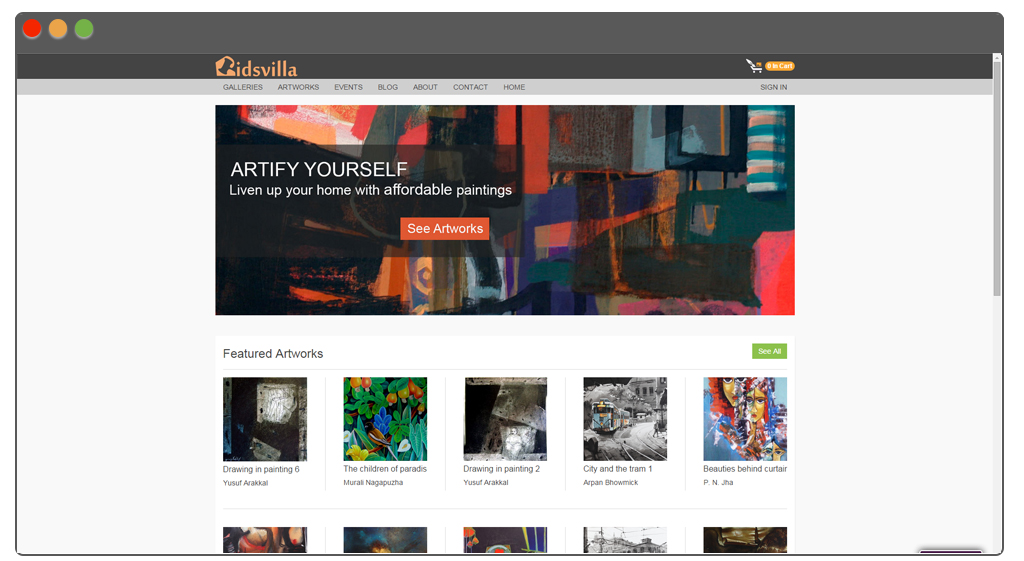 Bidsvilla
0 In Cart
GALLERIES ARTWORKS EVENTS BLOG ABOUT CONTACT HOME SIGN IN
ARTIFY YOURSELF
Liven up your home with affordable paintings
See Artworks
Featured Artworks
See All
Drawing in painting 6
Yusuf Arakkal
The children of paradis
Murali Nagapuzha
Drawing in painting 2
Yusuf Arakkal
City and the tram 1
Arpan Bhowmick
Beauties behind curtain
P. N. Jha